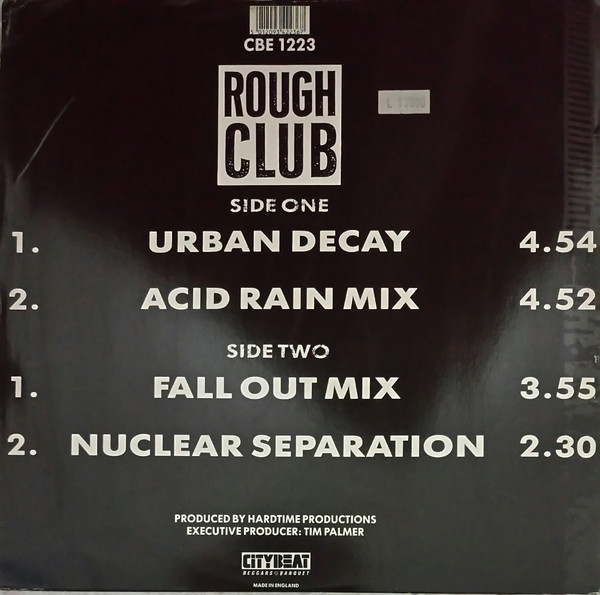 CBE 1223
ROUGH
CLUB
SIDE ONE
1. URBAN DECAY 4.54
2. ACID RAIN MIX 4.52
SIDE TWO
1. FALL OUT MIX 3.55
2. NUCLEAR SEPARATION 2.30
PRODUCED BY HARDTIME PRODUCTIONS
EXECUTIVE PRODUCER: TIM PALMER
CITYBEAT
BEGGARS BANQUET
MADE IN ENGLAND